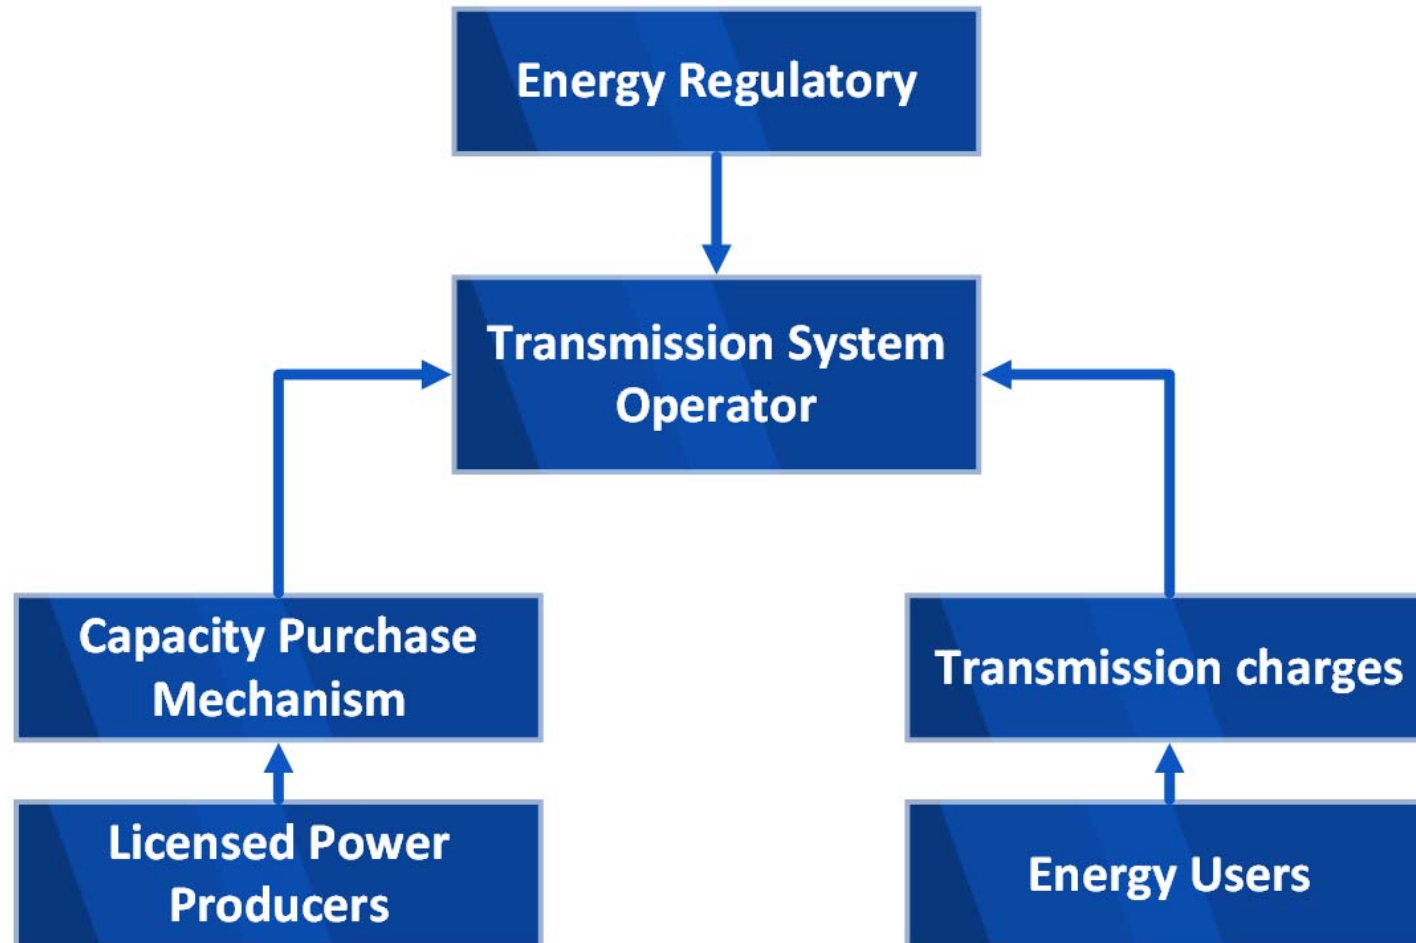 Energy Regulatory
Transmission System
Operator
Capacity Purchase
Mechanism
Transmission charges
Licensed Power
Producers
Energy Users